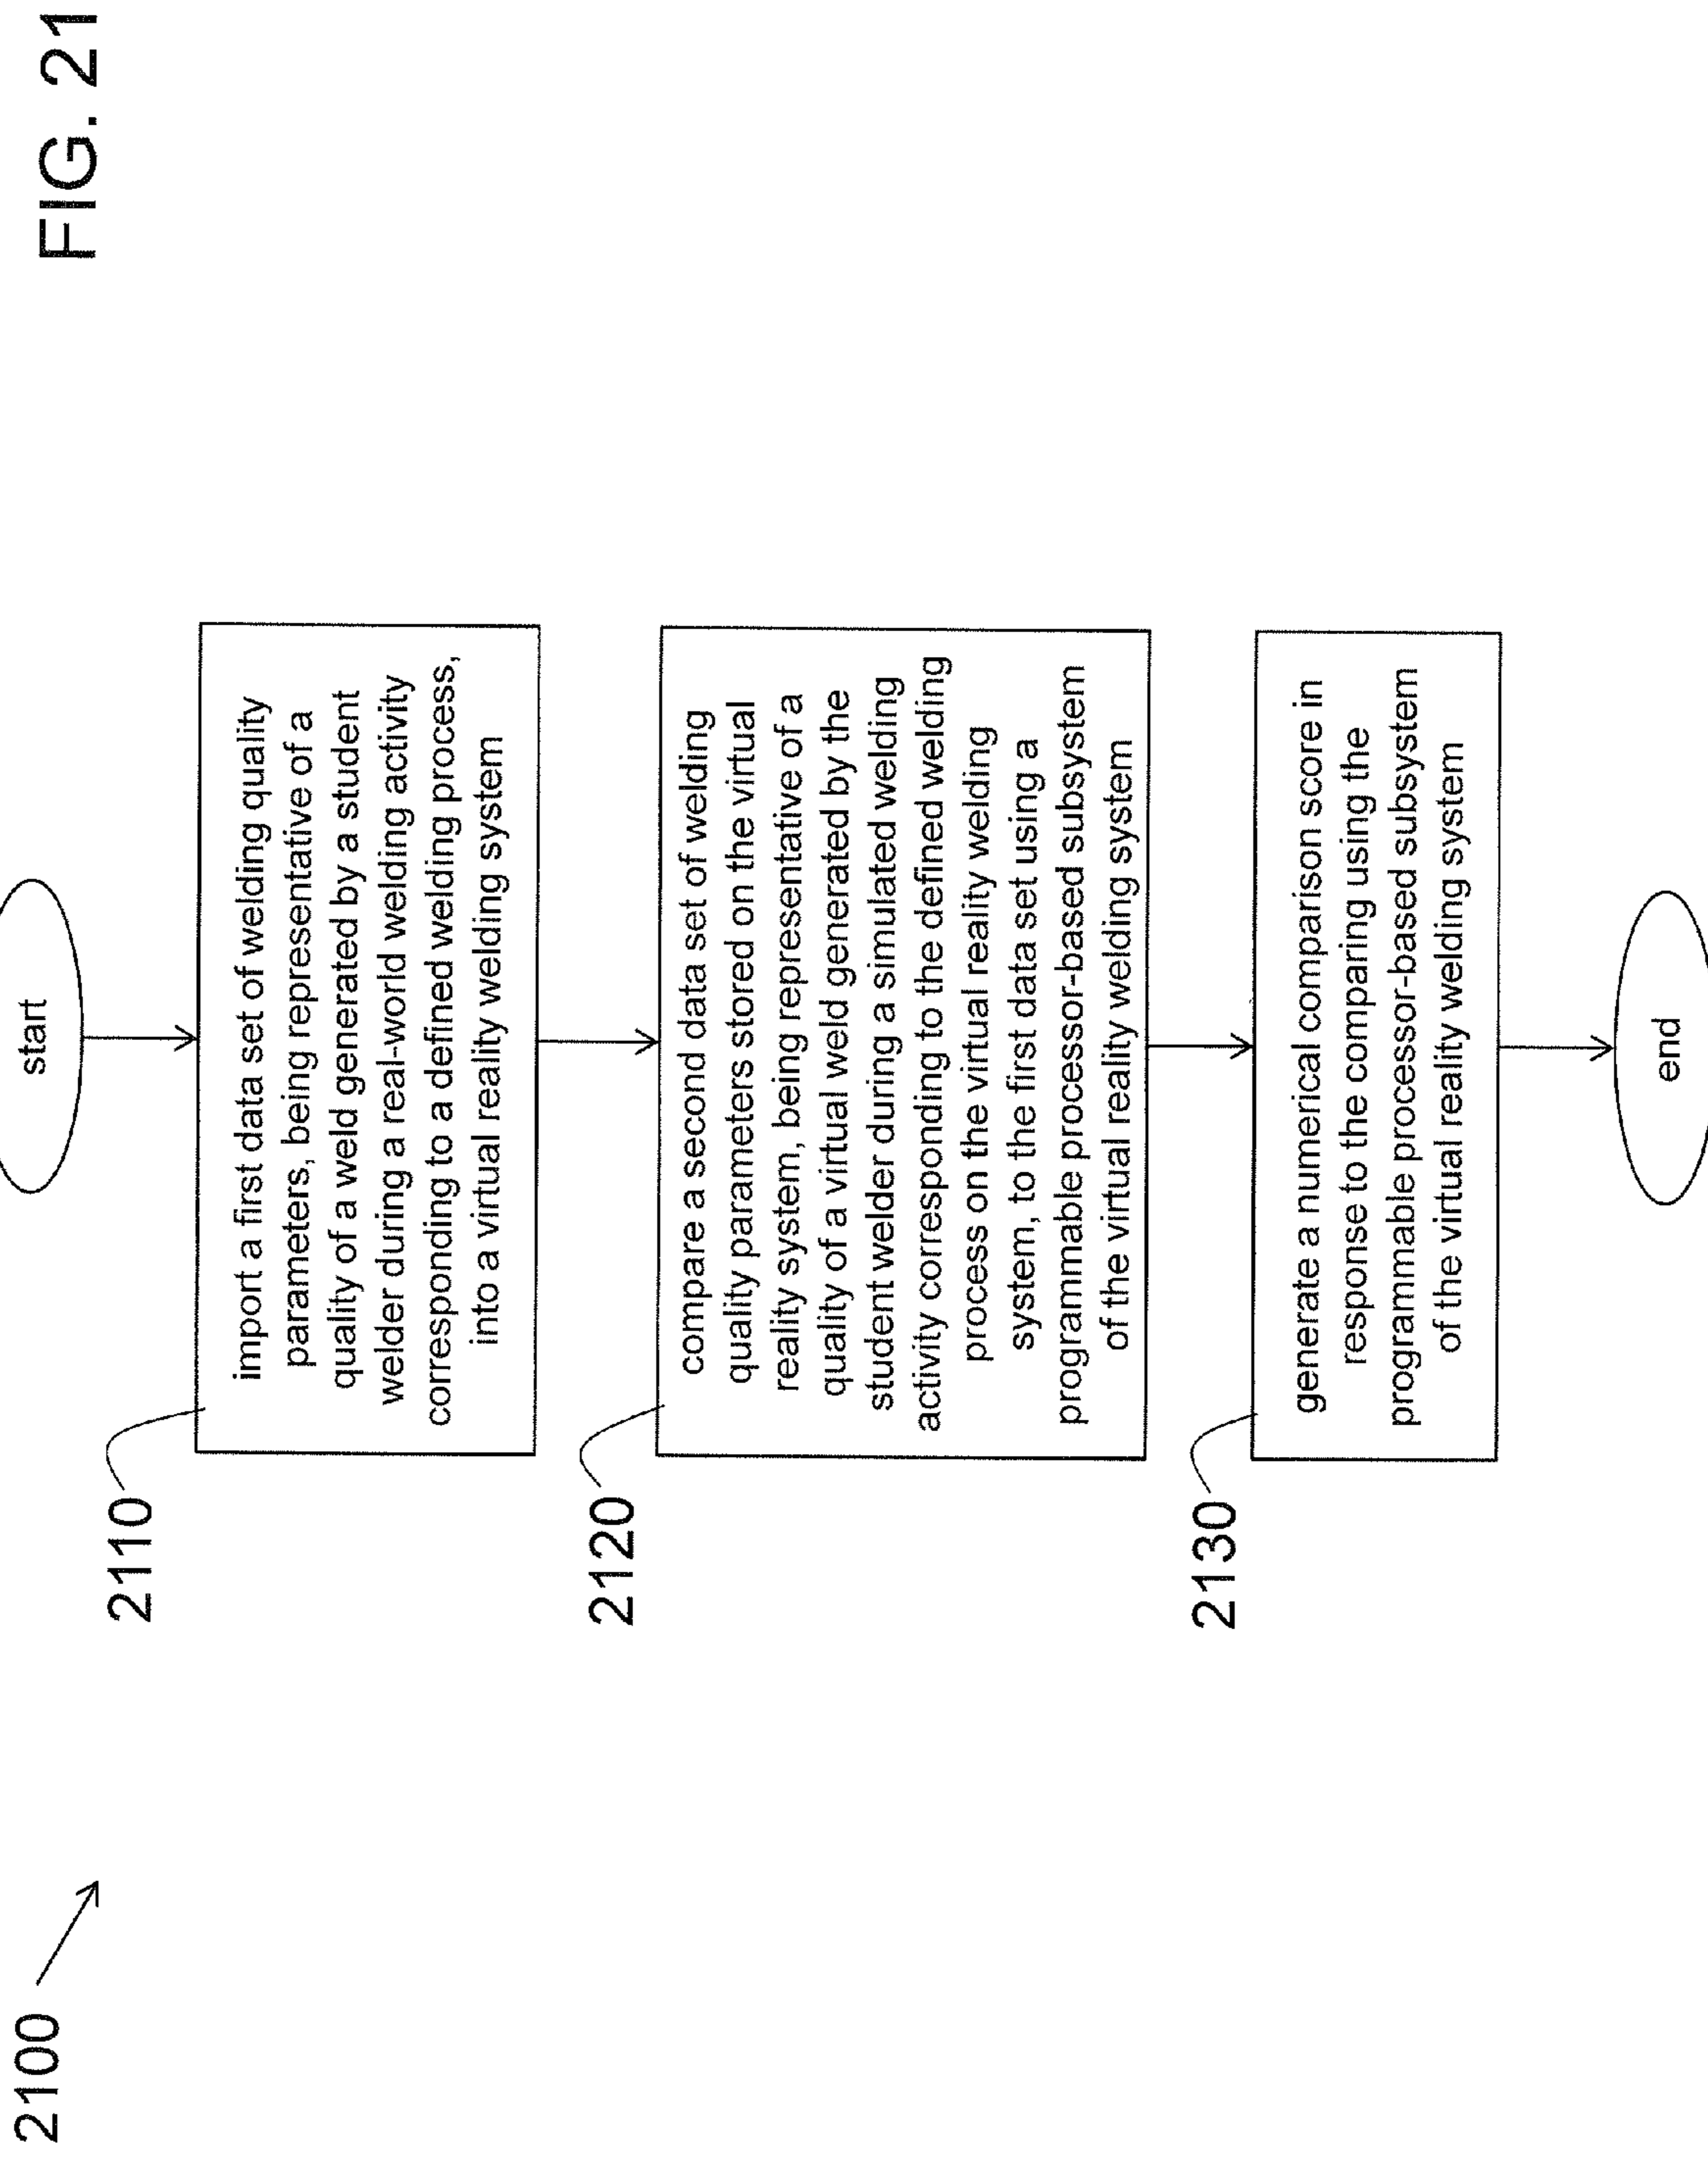 FIG. 21
2100
start
2110
import a first data set of welding quality
parameters, being representative of a
quality of a weld generated by a student
welder during a real-world welding activity
corresponding to a defined welding process,
into a virtual reality welding system
2120
compare a second data set of welding
quality parameters stored on the virtual
reality system, being representative of a
quality of a virtual weld generated by the
student welder during a simulated welding
activity corresponding to the defined welding
process on the virtual reality welding
system, to the first data set using a
programmable processor-based subsystem
of the virtual reality welding system
2130
generate a numerical comparison score in
response to the comparing using the
programmable processor-based subsystem
of the virtual reality welding system
end